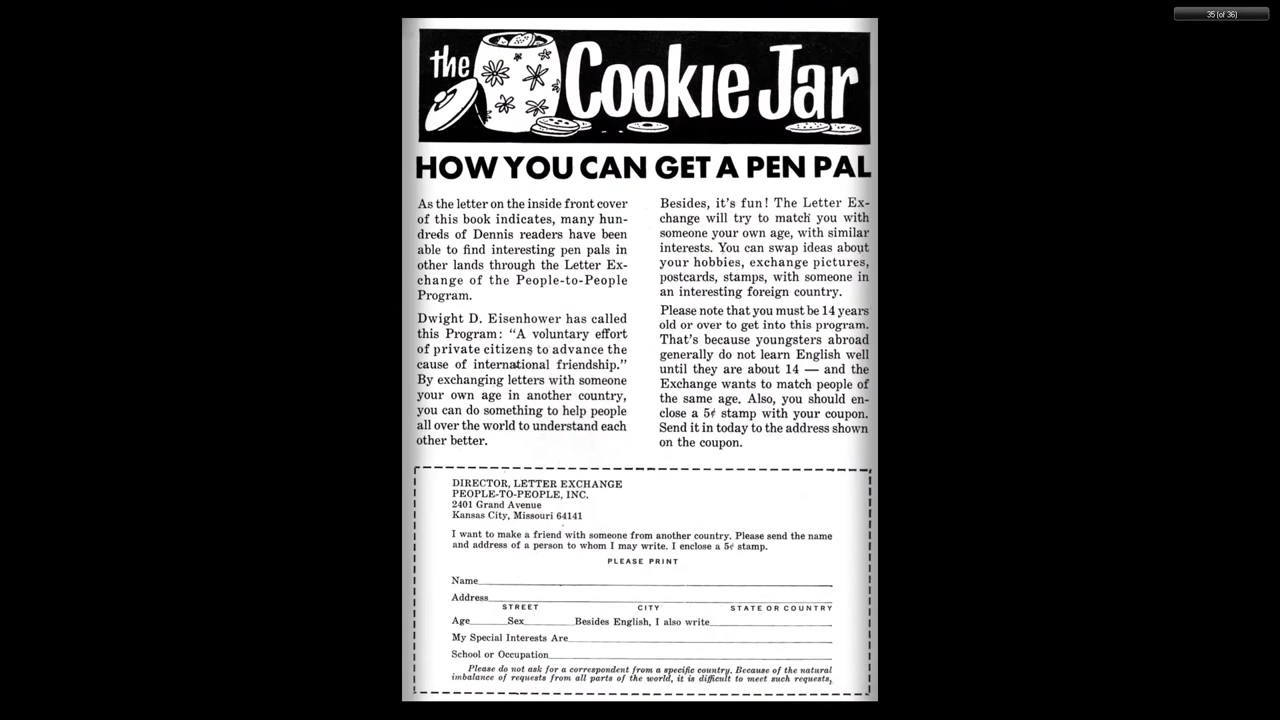 35 (of 36)
the Cookie Jar
HOW YOU CAN GET A PEN PAL
As the letter on the inside front cover
of this book indicates, many hun-
dreds of Dennis readers have been
able to find interesting pen pals in
other lands through the Letter Ex-
change of the People-to-People
Program.
Dwight D. Eisenhower has called
this Program: “A voluntary effort
of private citizens to advance the
cause of international friendship.”
By exchanging letters with someone
your own age in another country,
you can do something to help people
all over the world to understand each
other better.
Besides, it’s fun! The Letter Ex-
change will try to match you with
someone your own age, with similar
interests. You can swap ideas about
your hobbies, exchange pictures,
postcards, stamps, with someone in
an interesting foreign country.
Please note that you must be 14 years
old or over to get into this program.
That’s because youngsters abroad
generally do not learn English well
until they are about 14 — and the
Exchange wants to match people of
the same age. Also, you should en-
close a 5¢ stamp with your coupon.
Send it in today to the address shown
on the coupon.
DIRECTOR, LETTER EXCHANGE
PEOPLE-TO-PEOPLE, INC.
2401 Grand Avenue
Kansas City, Missouri 64141
I want to make a friend with someone from another country. Please send the name
and address of a person to whom I may write. I enclose a 5¢ stamp.
PLEASE PRINT
Name
Address
STREET CITY STATE OR COUNTRY
Age Sex Besides English, I also write
My Special Interests Are
School or Occupation
Please do not ask for a correspondent from a specific country. Because of the natural
imbalance of requests from all parts of the world, it is difficult to meet such requests,